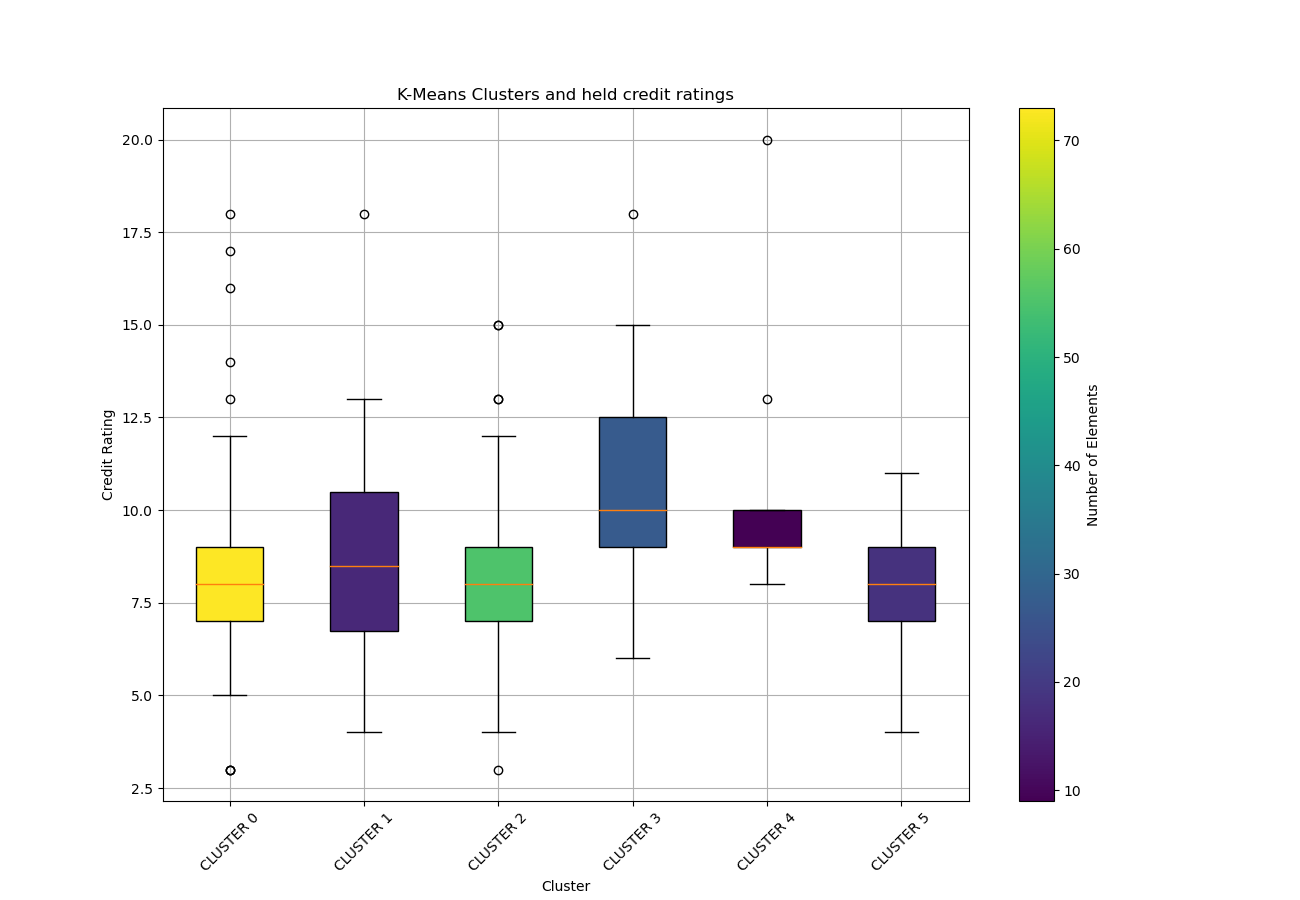 K-Means Clusters and held credit ratings
20.0
17.5
15.0
12.5
10.0
7.5
5.0
2.5
Credit Rating
CLUSTER 0
CLUSTER 1
CLUSTER 2
CLUSTER 3
CLUSTER 4
CLUSTER 5
Cluster
70
60
50
40
30
20
10
Number of Elements